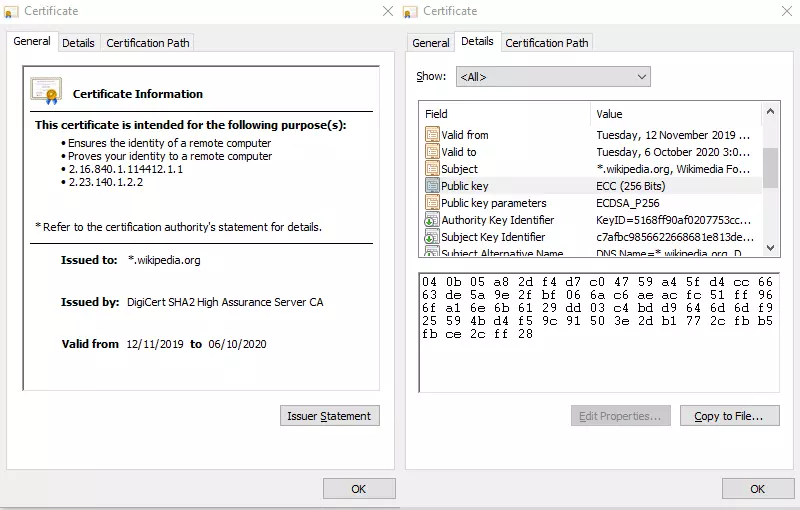 Certificate
General Details Certification Path
Certificate Information
This certificate is intended for the following purpose(s):
• Ensures the identity of a remote computer
• Proves your identity to a remote computer
• 2.16.840.1.114412.1.1
• 2.23.140.1.2.2
* Refer to the certification authority's statement for details.
Issued to: *.wikipedia.org
Issued by: DigiCert SHA2 High Assurance Server CA
Valid from 12/11/2019 to 06/10/2020
Issuer Statement
OK
Certificate
General Details Certification Path
Show: <All>
Field Value
Valid from Tuesday, 12 November 2019 ...
Valid to Tuesday, 6 October 2020 3:0...
Subject *.wikipedia.org, Wikimedia Fo...
Public key ECC (256 Bits)
Public key parameters ECDSA_P256
Authority Key Identifier KeyID=5168ff90af0207753cc...
Subject Key Identifier c7afbc9856622668681e813de...
Subject Alternative Name DNS Name=*.wikipedia.org, D...
04 0b 05 a8 2d f4 d7 c0 47 59 a4 5f d4 cc 66
63 de 5a 9e 2f bf 06 6a c6 ae ac fc 51 ff 96
6f a1 6e 6b 61 29 dd 03 c4 bd d9 64 6d 6d f9
25 59 4b d4 f5 9c 91 50 3e 2d b1 77 2c fb b5
fb ce 2c ff 28
Edit Properties... Copy to File...
OK